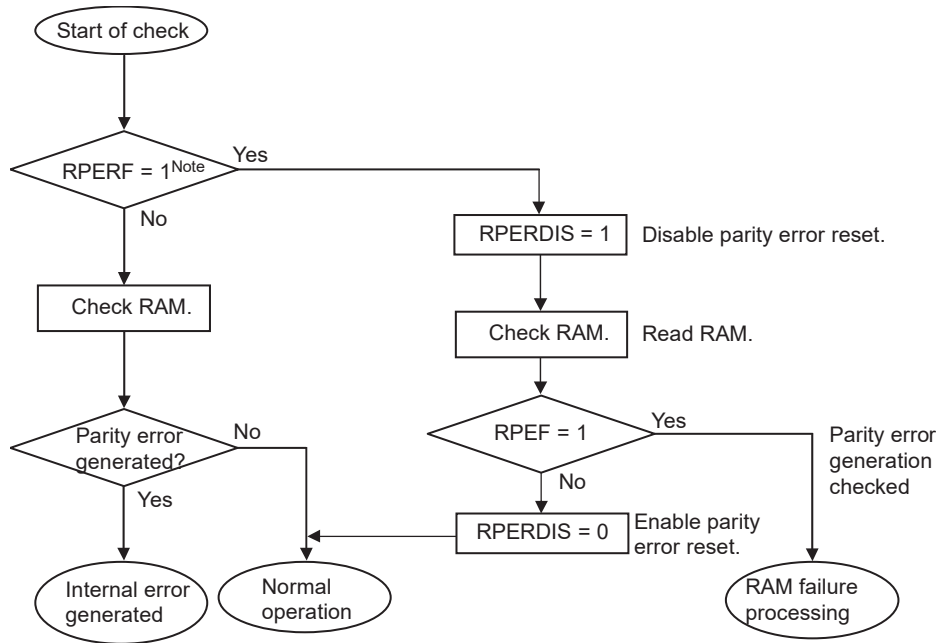 Start of check
RPERF = 1Note
Yes
No
RPERDIS = 1
Disable parity error reset.
Check RAM.
Check RAM.
Read RAM.
Parity error
generated?
No
Yes
RPEF = 1
Yes
No
Parity error
generation
checked
RPERDIS = 0
Enable parity
error reset.
Internal error
generated
Normal
operation
RAM failure
processing